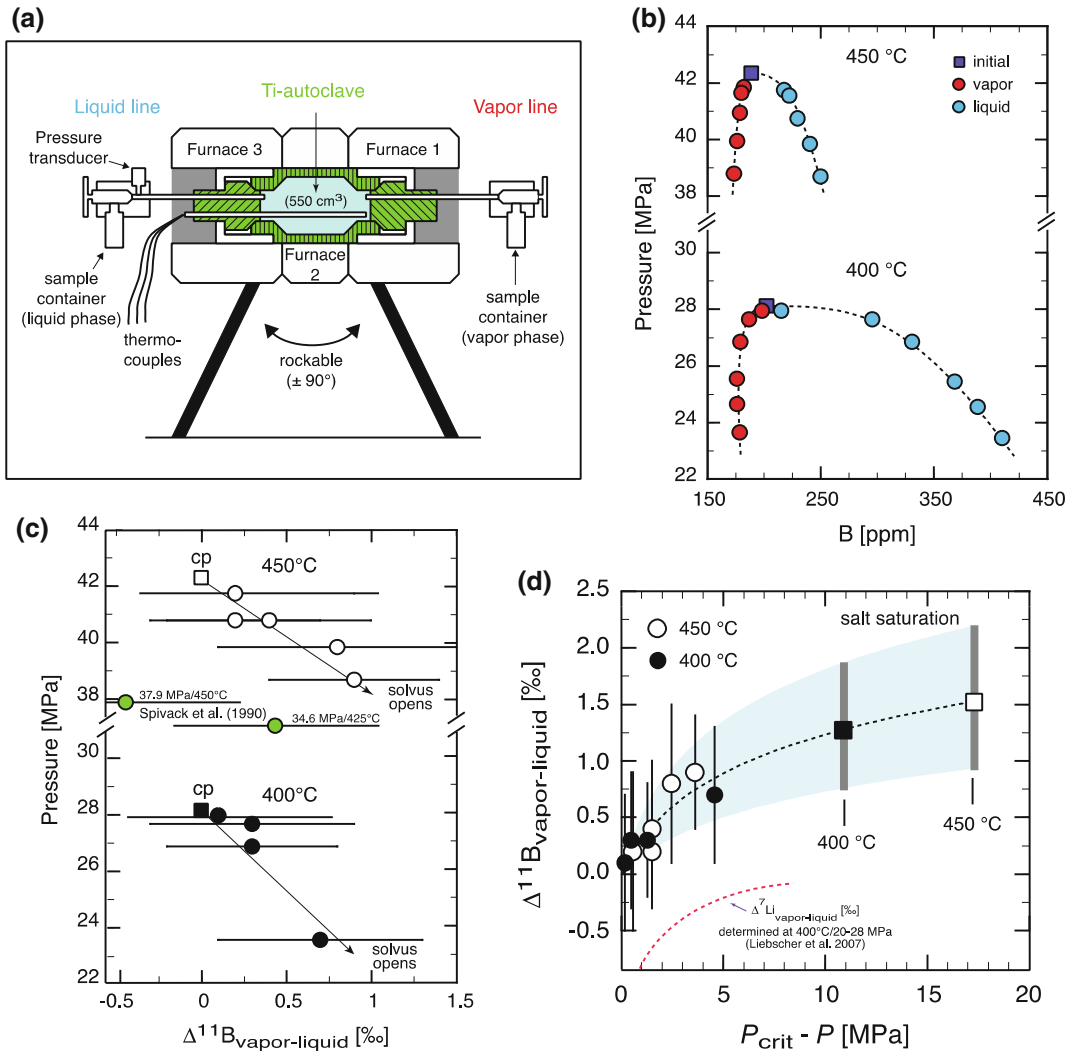 (a)
Ti-autoclave
Liquid line
Vapor line
Pressure
transducer
Furnace 3
Furnace 1
(550 cm³)
Furnace
2
sample
container
(liquid phase)
thermo-
couples
rockable
(± 90°)
sample
container
(vapor phase)
(b)
44
42
40
38
28
26
24
22
Pressure [MPa]
450 °C
initial
vapor
liquid
400 °C
150
250
350
450
B [ppm]
(c)
44
42
40
38
28
26
24
22
Pressure [MPa]
cp
450°C
solvus
opens
37.9 MPa/450°C
Spivack et al. (1990)
34.6 MPa/425°C
cp
400°C
solvus
opens
-0.5
0
0.5
1
1.5
Δ¹¹B vapor-liquid [‰]
(d)
2.5
2.0
1.5
1.0
0.5
0.0
-0.5
Δ¹¹B vapor-liquid [‰]
450 °C
400 °C
salt saturation
400 °C
450 °C
Δ⁷Li vapor-liquid [‰]
determined at 400°C/20-28 MPa
(Liebscher et al. 2007)
0
5
10
15
20
P crit - P [MPa]